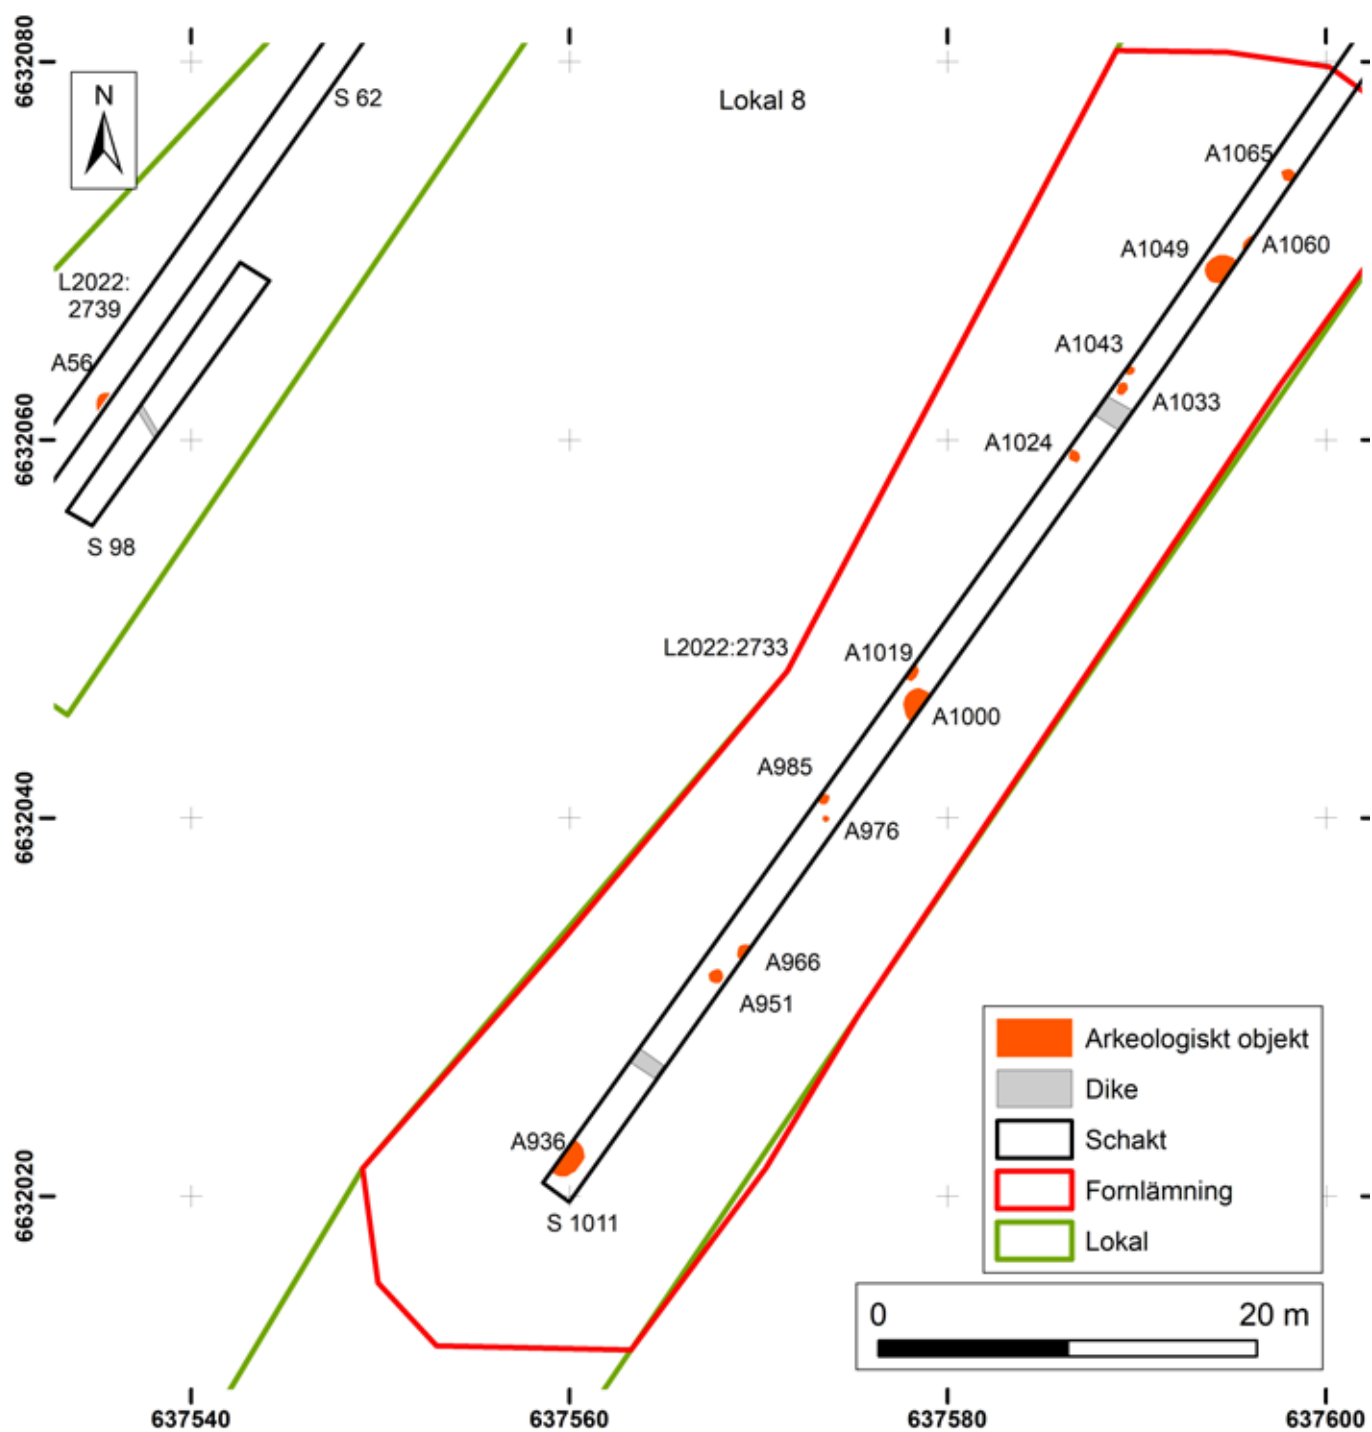 6632080
N
S 62
Lokal 8
A1065
A1049
A1060
L2022:
2739
A56
A1043
A1033
6632060
A1024
S 98
L2022:2733
A1019
A1000
A985
6632040
A976
A966
A951
Arkeologiskt objekt
Dike
Schakt
Fornlämning
Lokal
A936
6632020
S 1011
0 20 m
637540 637560 637580 637600